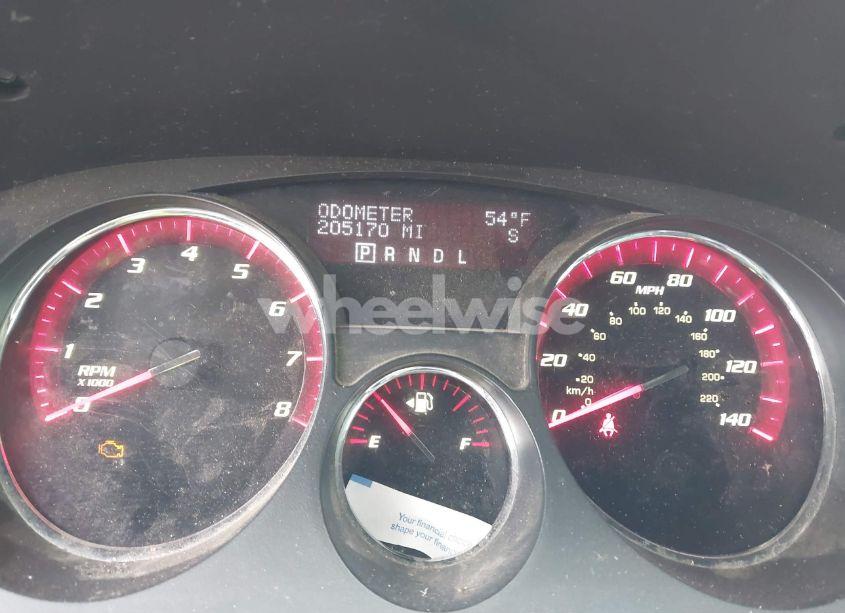 ODOMETER 54°F
205170 MI S
P R N D L
wheelwise
0 1 2 3 4 5 6 7 8
RPM
X1000
0 20 40 60 80 100 120 140
MPH
0 20 40 60 80 100 120 140 160 180 200 220
km/h
E F
Your financial
shape your finan